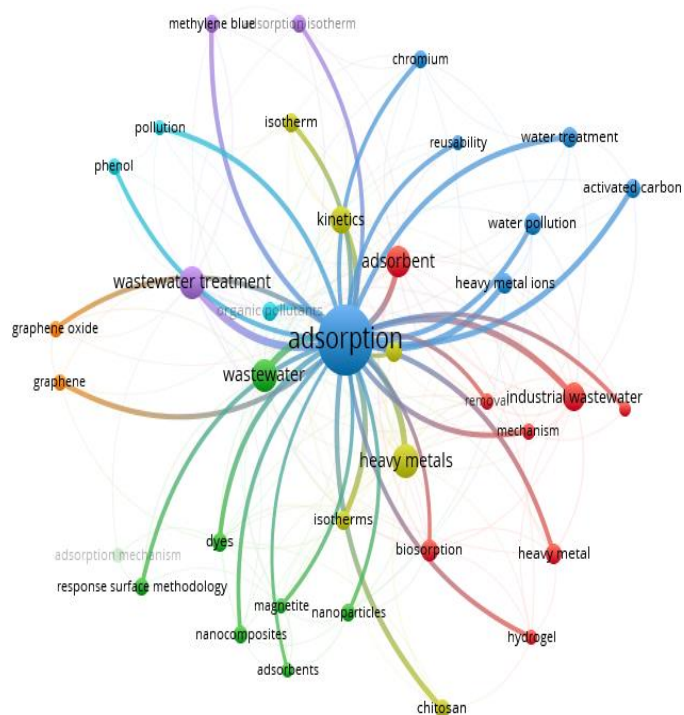 methylene blue
adsorption isotherm
chromium
isotherm
pollution
reusability
water treatment
phenol
activated carbon
kinetics
water pollution
adsorbent
wastewater treatment
heavy metal ions
organic pollutants
graphene oxide
adsorption
wastewater
graphene
removal
industrial wastewater
mechanism
heavy metals
isotherms
dyes
biosorption
heavy metal
adsorption mechanism
response surface methodology
magnetite
nanoparticles
nanocomposites
hydrogel
adsorbents
chitosan